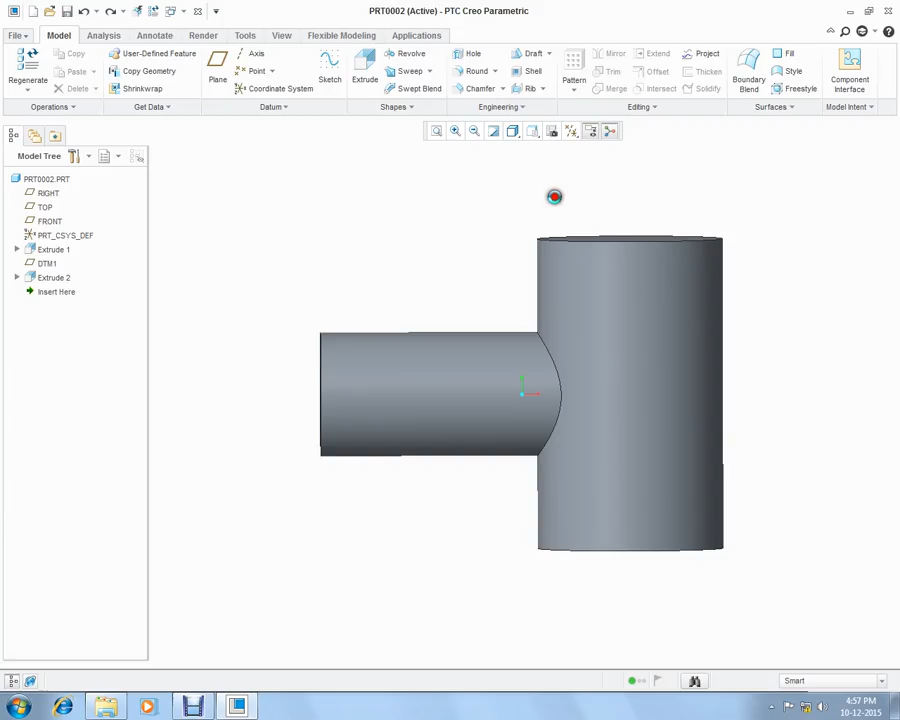 PRT0002 (Active) - PTC Creo Parametric
File Model Analysis Annotate Render Tools View Flexible Modeling Applications
Regenerate
Copy
Paste
Delete
Operations
User-Defined Feature
Copy Geometry
Shrinkwrap
Get Data
Plane
Axis
Point
Coordinate System
Datum
Sketch
Extrude
Revolve
Sweep
Swept Blend
Shapes
Hole
Round
Chamfer
Draft
Shell
Rib
Engineering
Pattern
Mirror
Trim
Merge
Extend
Offset
Intersect
Project
Thicken
Solidify
Editing
Boundary
Blend
Fill
Style
Freestyle
Surfaces
Component
Interface
Model Intent
Model Tree
PRT0002.PRT
RIGHT
TOP
FRONT
PRT_CSYS_DEF
Extrude 1
DTM1
Extrude 2
Insert Here
Smart
4:57 PM
10-12-2015